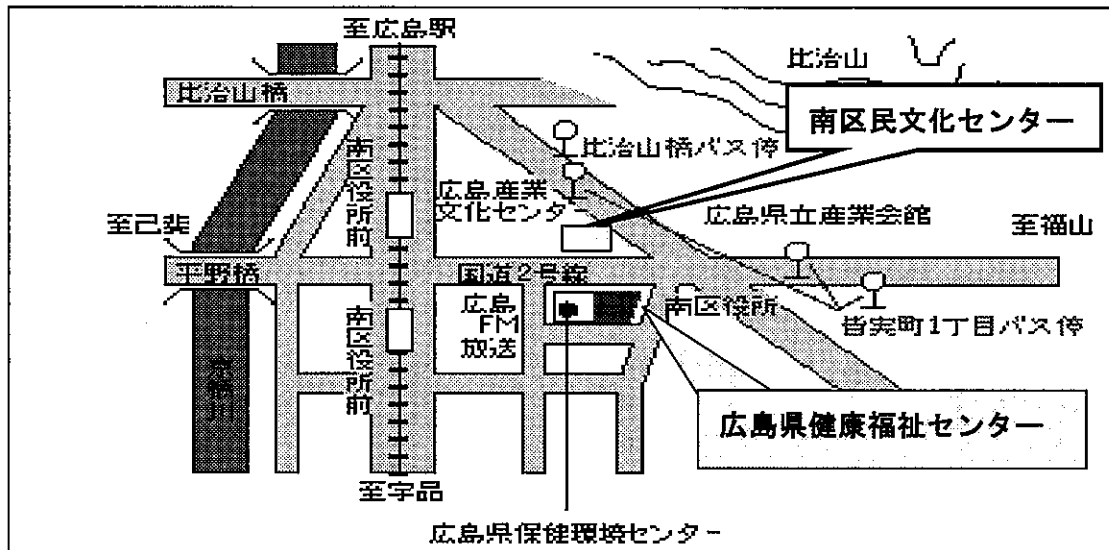 至広島駅
比治山
比治山橋
南区民文化センター
比治山橋バス停
南区役所前
広島産業
文化センター
広島県立産業会館
至己斐
至福山
平野橋
国道2号線
広島
FM
放送
南区役所
皆実町1丁目バス停
南区役所前
京橋川
広島県健康福祉センター
至宇品
広島県保健環境センター